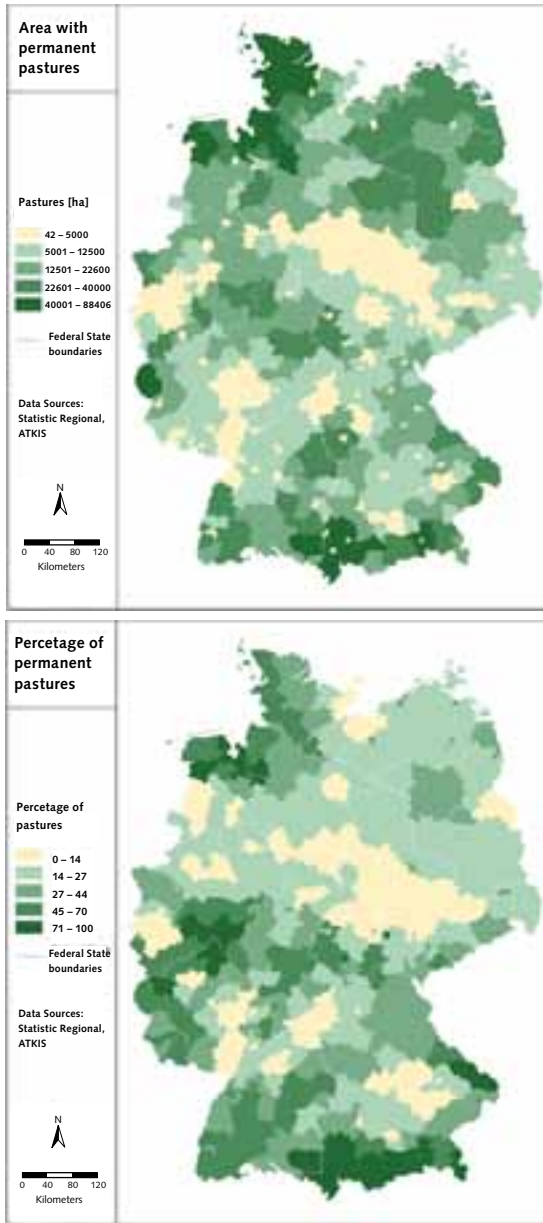 Area with
permanent
pastures
Pastures [ha]
42 – 5000
5001 – 12500
12501 – 22600
22601 – 40000
40001 – 88406
Federal State
boundaries
Data Sources:
Statistic Regional,
ATKIS
N
0 40 80 120
Kilometers
Percetage of
permanent
pastures
Percetage of
pastures
0 – 14
14 – 27
27 – 44
45 – 70
71 – 100
Federal State
boundaries
Data Sources:
Statistic Regional,
ATKIS
N
0 40 80 120
Kilometers